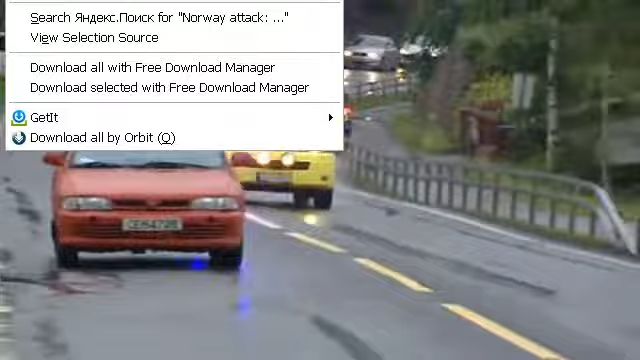 Search Яндекс.Поиск for "Norway attack: ..."
View Selection Source
Download all with Free Download Manager
Download selected with Free Download Manager
GetIt
Download all by Orbit (O)